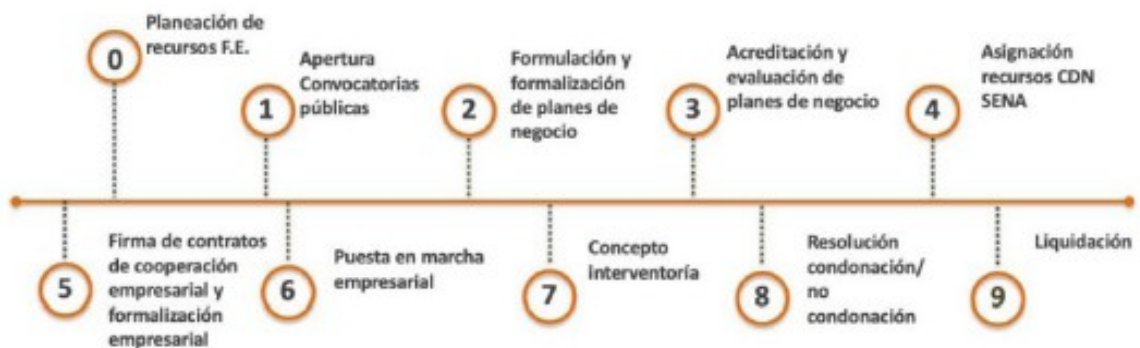 0
Planeación de
recursos F.E.
1
Apertura
Convocatorias
públicas
2
Formulación y
formalización
de planes de
negocio
3
Acreditación y
evaluación de
planes de negocio
4
Asignación
recursos CDN
SENA
5
Firma de contratos
de cooperación
empresarial y
formalización
empresarial
6
Puesta en marcha
empresarial
7
Concepto
interventoría
8
Resolución
condonación/
no
condonación
9
Liquidación